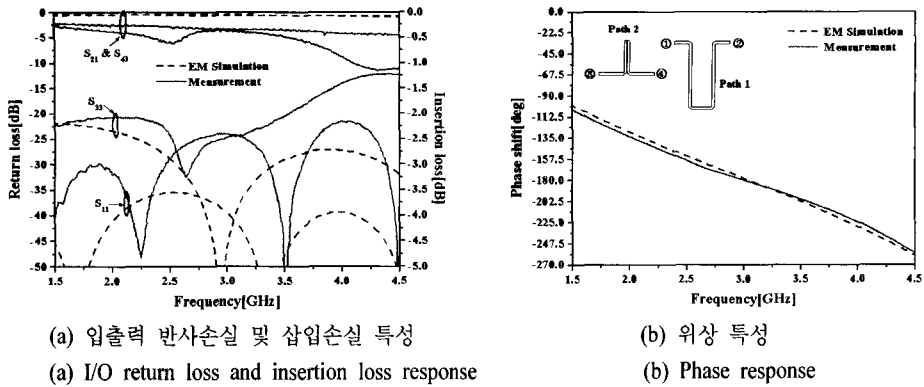 0
-5
-10
-15
-20
-25
-30
-35
-40
-45
-50
Return loss[dB]
0.0
-0.5
-1.0
-1.5
-2.0
-2.5
-3.0
-3.5
-4.0
-4.5
-5.0
Insertion loss[dB]
S21 & S43
EM Simulation
Measurement
S33
S11
1.5 2.0 2.5 3.0 3.5 4.0 4.5
Frequency[GHz]
0.0
-22.5
-45.0
-67.5
-90.0
-112.5
-135.0
-157.5
-180.0
-202.5
-225.0
-247.5
-270.0
Phase shift[deg]
Path 2
① ②
③ ④
Path 1
EM Simulation
Measurement
1.5 2.0 2.5 3.0 3.5 4.0 4.5
Frequency[GHz]
(a) 입출력 반사손실 및 삽입손실 특성
(b) 위상 특성
(a) I/O return loss and insertion loss response
(b) Phase response